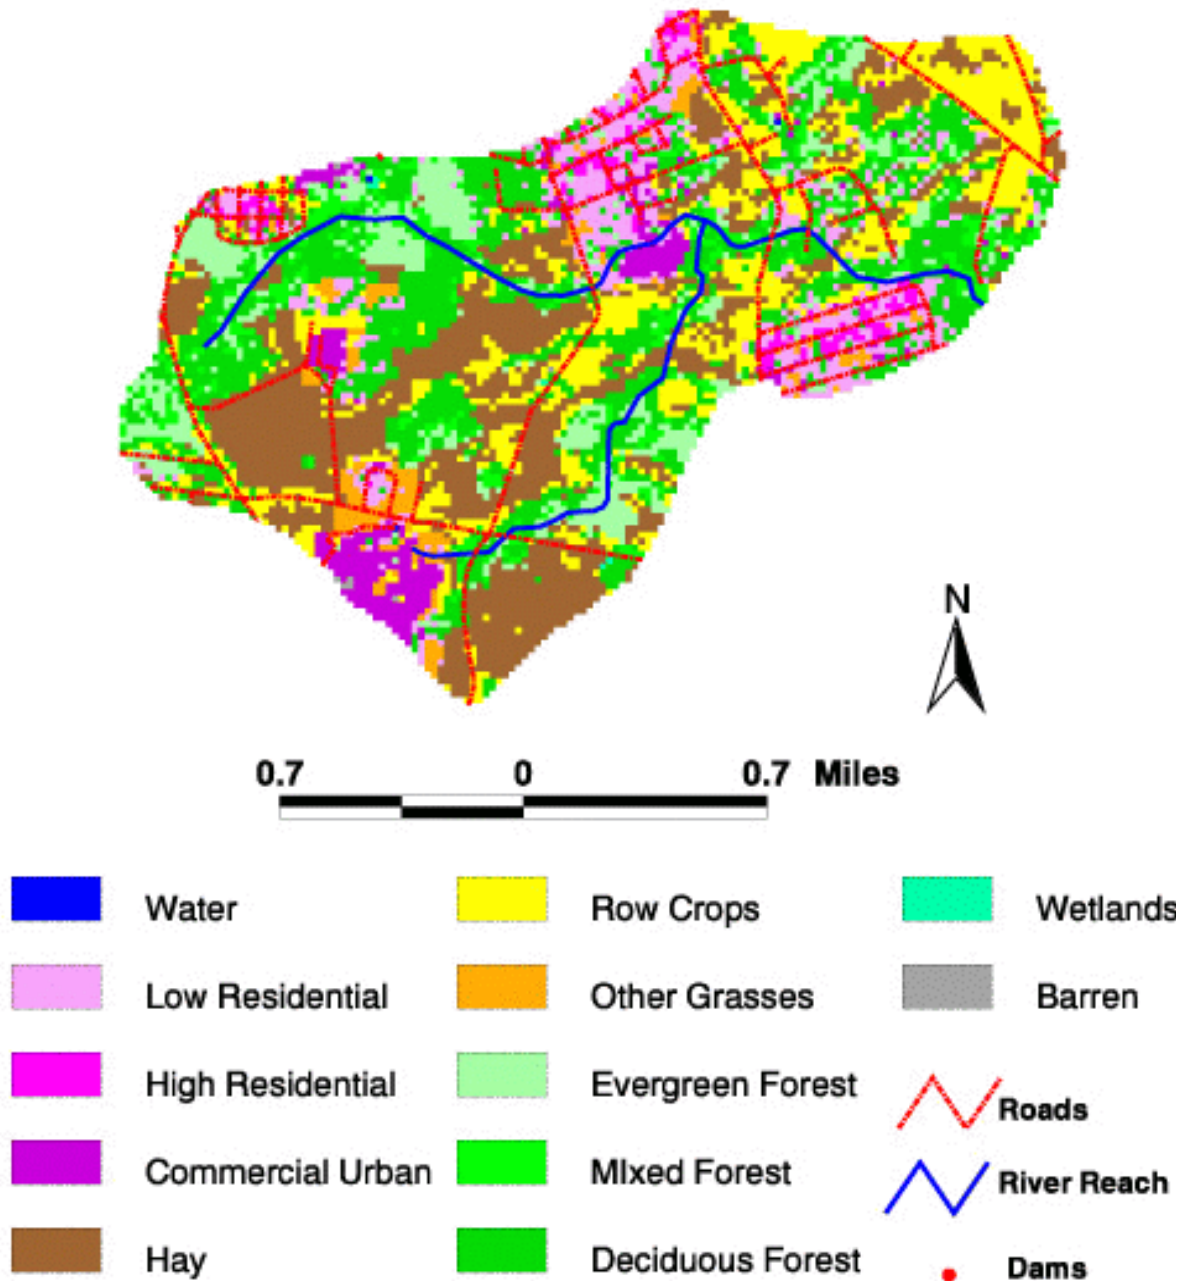 N
0.7 0 0.7 Miles
Water Row Crops Wetlands
Low Residential Other Grasses Barren
High Residential Evergreen Forest Roads
Commercial Urban MIxed Forest River Reach
Hay Deciduous Forest Dams